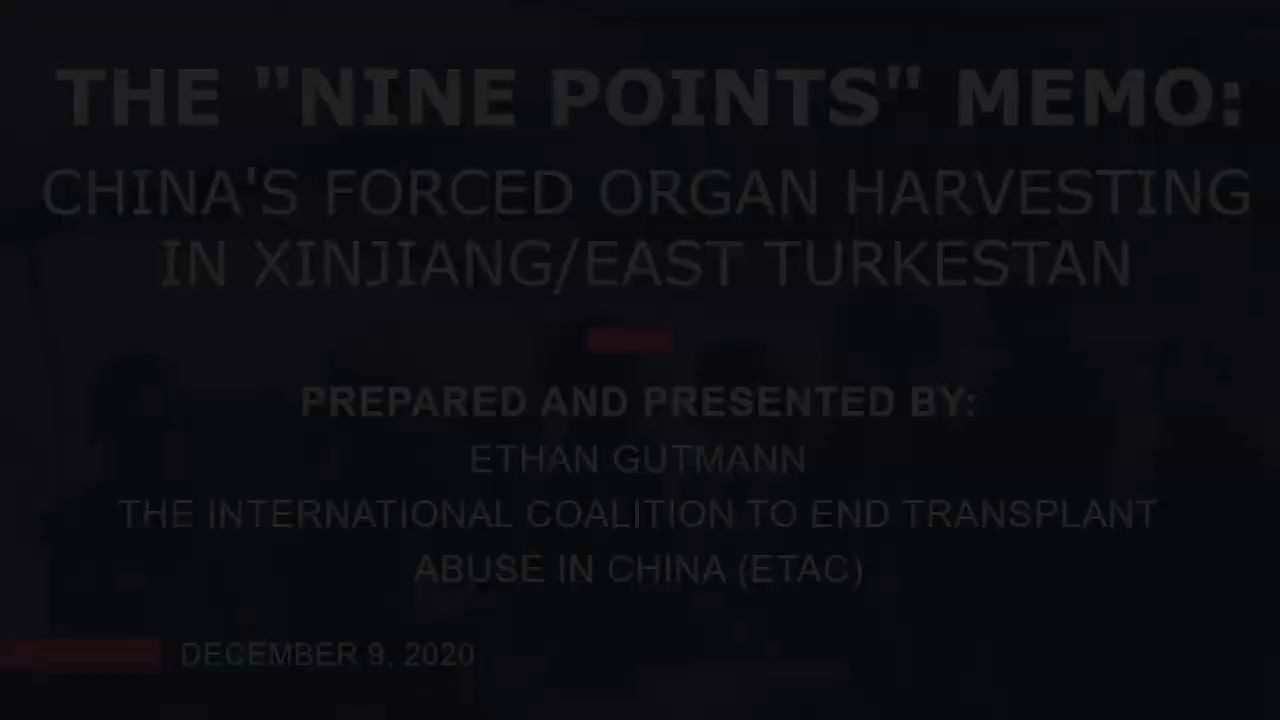 THE "NINE POINTS" MEMO:
CHINA'S FORCED ORGAN HARVESTING
IN XINJIANG/EAST TURKESTAN
PREPARED AND PRESENTED BY:
ETHAN GUTMANN
THE INTERNATIONAL COALITION TO END TRANSPLANT
ABUSE IN CHINA (ETAC)
DECEMBER 9, 2020